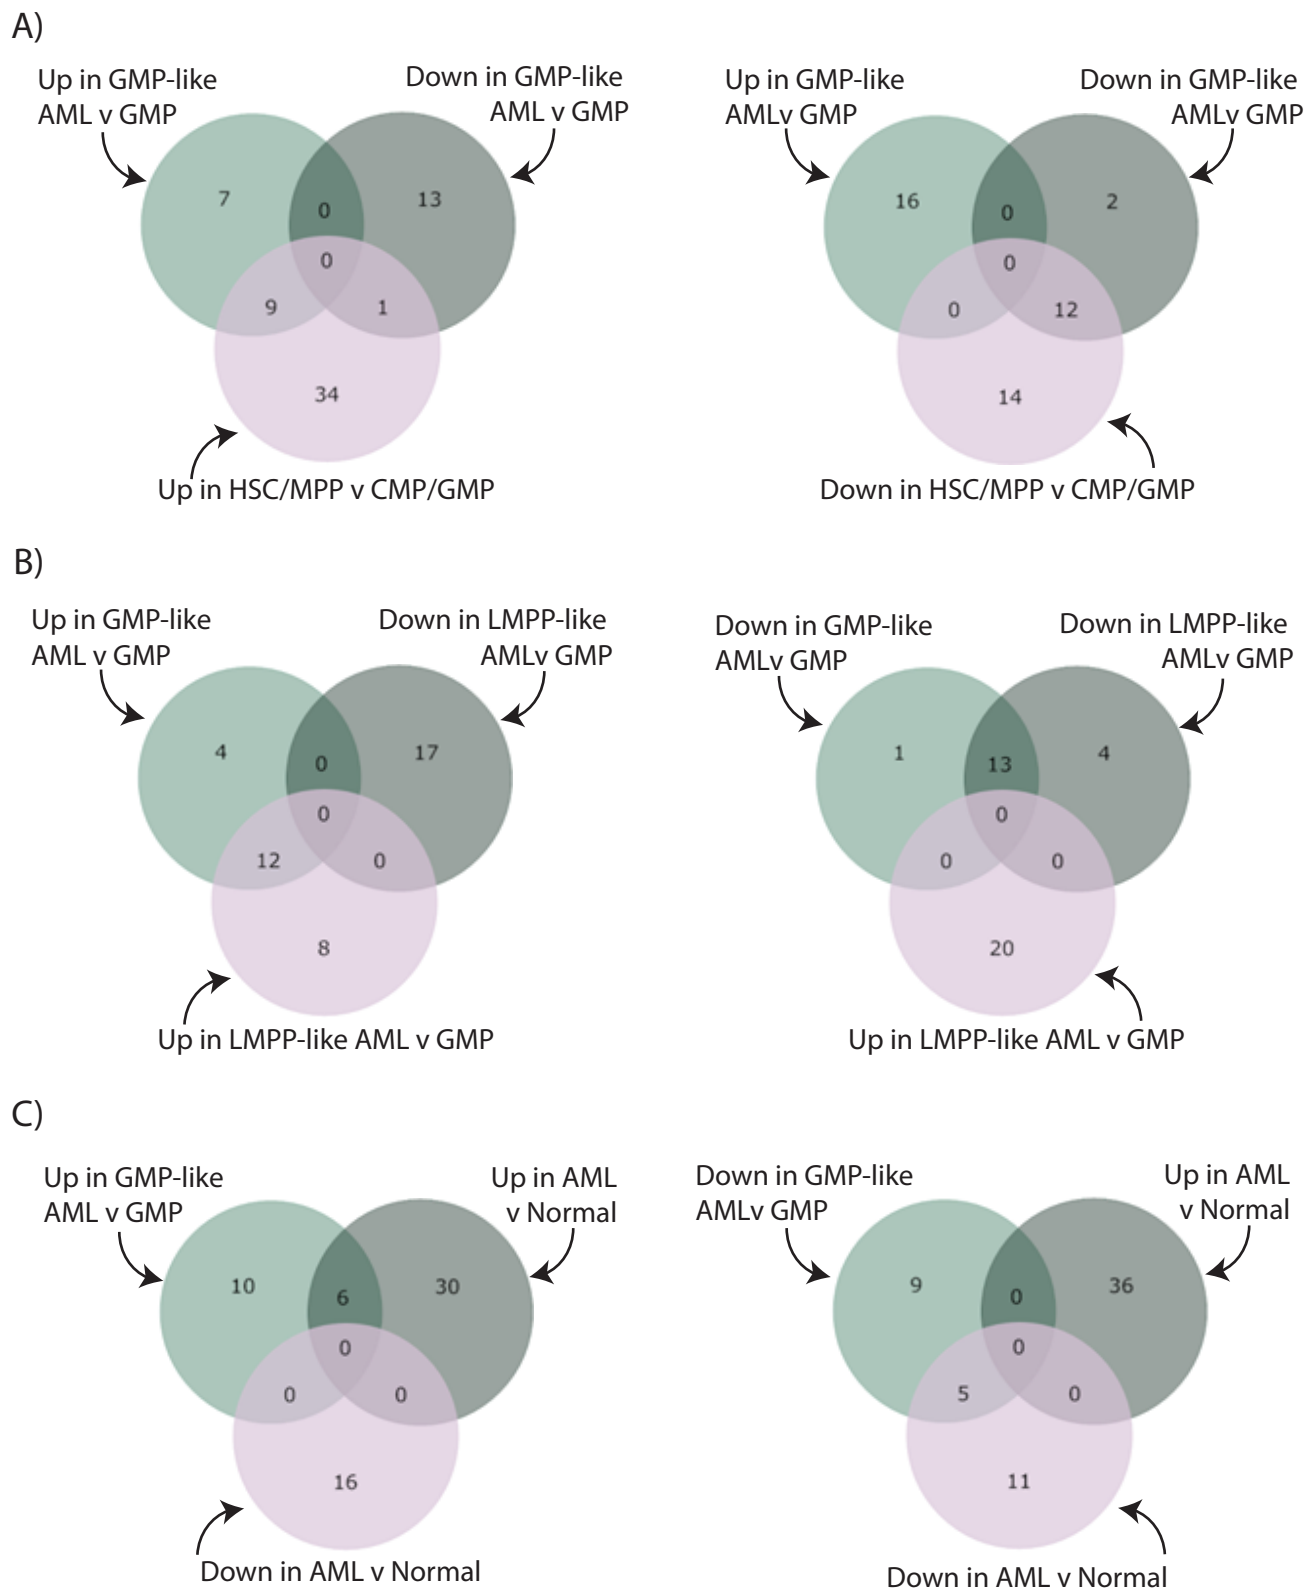 A)
Up in GMP-like
AML v GMP
Down in GMP-like
AML v GMP
7
0
13
0
9
1
34
Up in HSC/MPP v CMP/GMP
Up in GMP-like
AMLv GMP
Down in GMP-like
AMLv GMP
16
0
2
0
0
12
14
Down in HSC/MPP v CMP/GMP
B)
Up in GMP-like
AML v GMP
Down in LMPP-like
AMLv GMP
4
0
17
0
12
0
8
Up in LMPP-like AML v GMP
Down in GMP-like
AMLv GMP
Down in LMPP-like
AMLv GMP
1
13
4
0
0
0
20
Up in LMPP-like AML v GMP
C)
Up in GMP-like
AML v GMP
Up in AML
v Normal
10
6
30
0
0
0
16
Down in AML v Normal
Down in GMP-like
AMLv GMP
Up in AML
v Normal
9
0
36
0
5
0
11
Down in AML v Normal